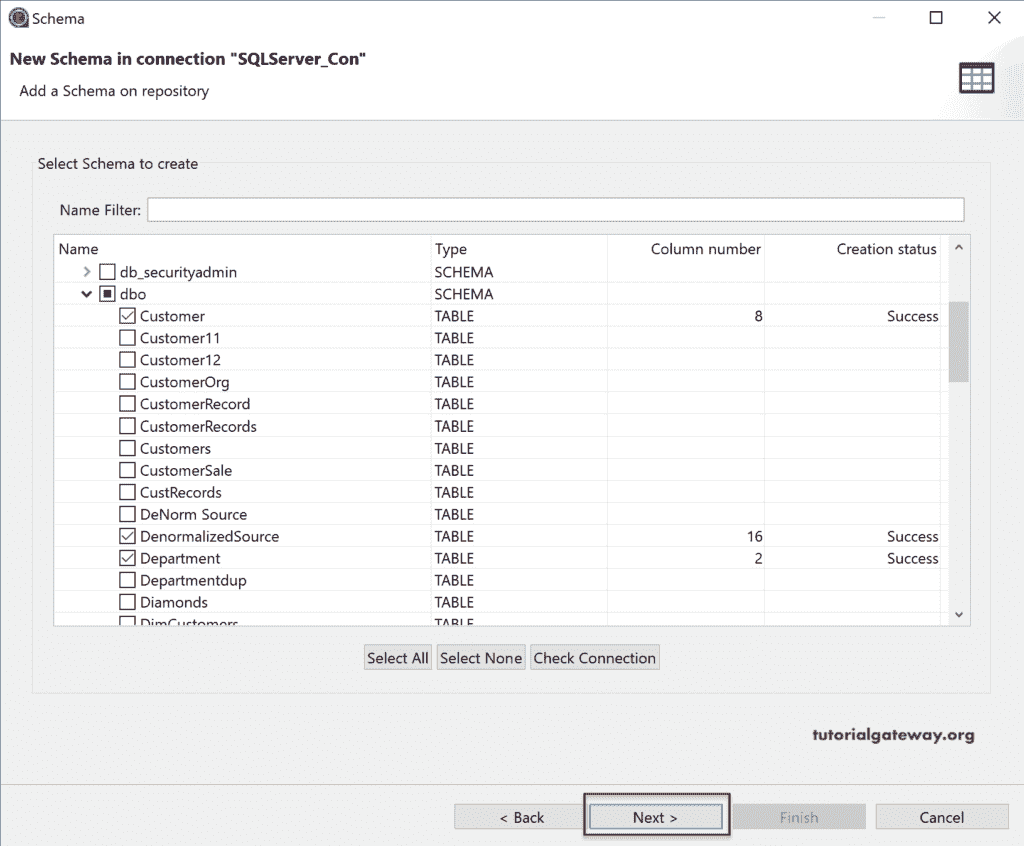 Schema
New Schema in connection "SQLServer_Con"
Add a Schema on repository
Select Schema to create
Name Filter:
Name Type Column number Creation status
db_securityadmin SCHEMA
dbo SCHEMA
Customer TABLE 8 Success
Customer11 TABLE
Customer12 TABLE
CustomerOrg TABLE
CustomerRecord TABLE
CustomerRecords TABLE
Customers TABLE
CustomerSale TABLE
CustRecords TABLE
DeNorm Source TABLE
DenormalizedSource TABLE 16 Success
Department TABLE 2 Success
Departmentdup TABLE
Diamonds TABLE
DimCustomers TABLE
Select All Select None Check Connection
tutorialgateway.org
< Back Next > Finish Cancel